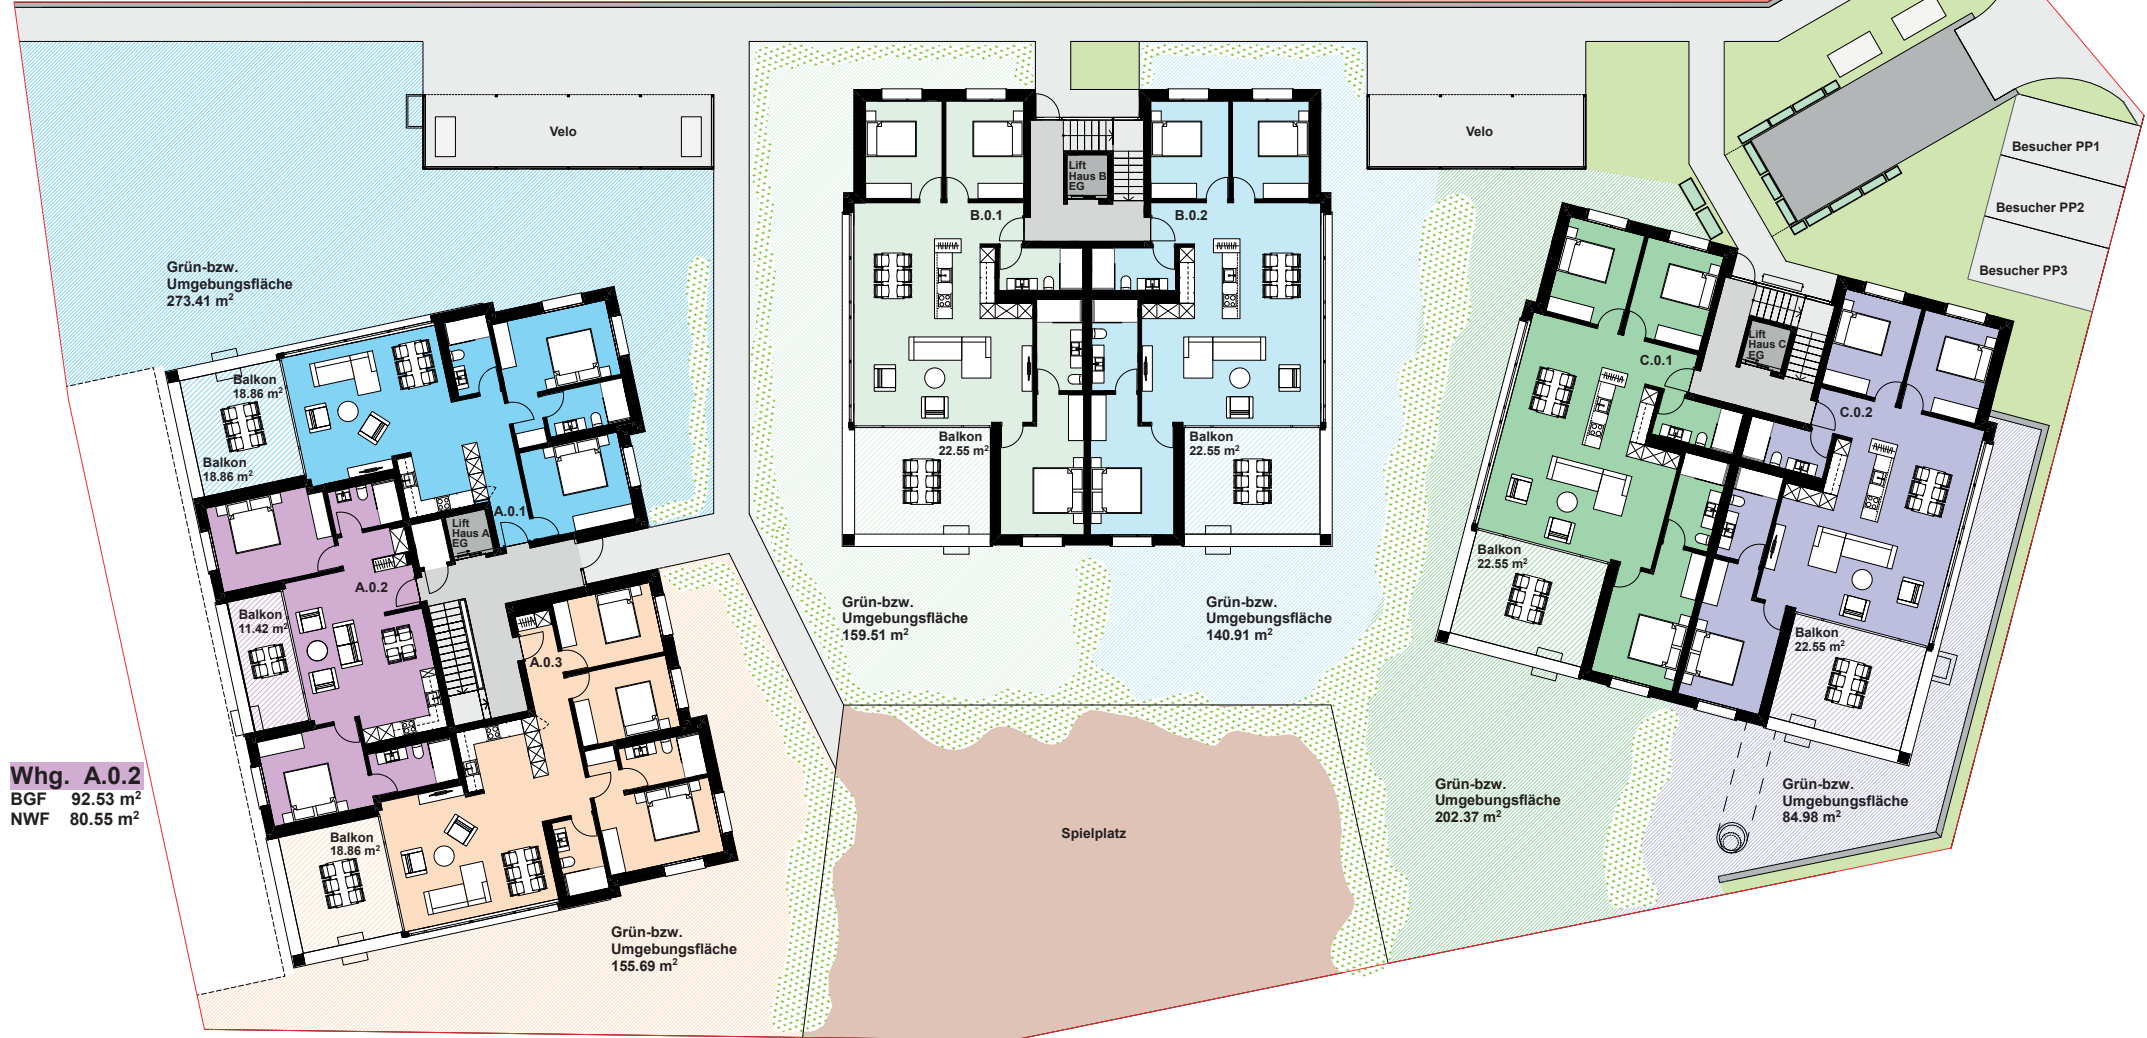 Velo
Velo
Besucher PP1
Besucher PP2
Besucher PP3
Lift
Haus B
EG
B.0.1
B.0.2
Grün-bzw.
Umgebungsfläche
273.41 m²
Balkon
18.86 m²
Balkon
18.86 m²
Lift
Haus A
EG
A.0.1
A.0.2
Balkon
11.42 m²
A.0.3
Balkon
18.86 m²
Whg. A.0.2
BGF 92.53 m²
NWF 80.55 m²
Grün-bzw.
Umgebungsfläche
155.69 m²
Balkon
22.55 m²
Balkon
22.55 m²
Grün-bzw.
Umgebungsfläche
159.51 m²
Grün-bzw.
Umgebungsfläche
140.91 m²
Spielplatz
Lift
Haus C
EG
C.0.1
C.0.2
Balkon
22.55 m²
Balkon
22.55 m²
Grün-bzw.
Umgebungsfläche
202.37 m²
Grün-bzw.
Umgebungsfläche
84.98 m²